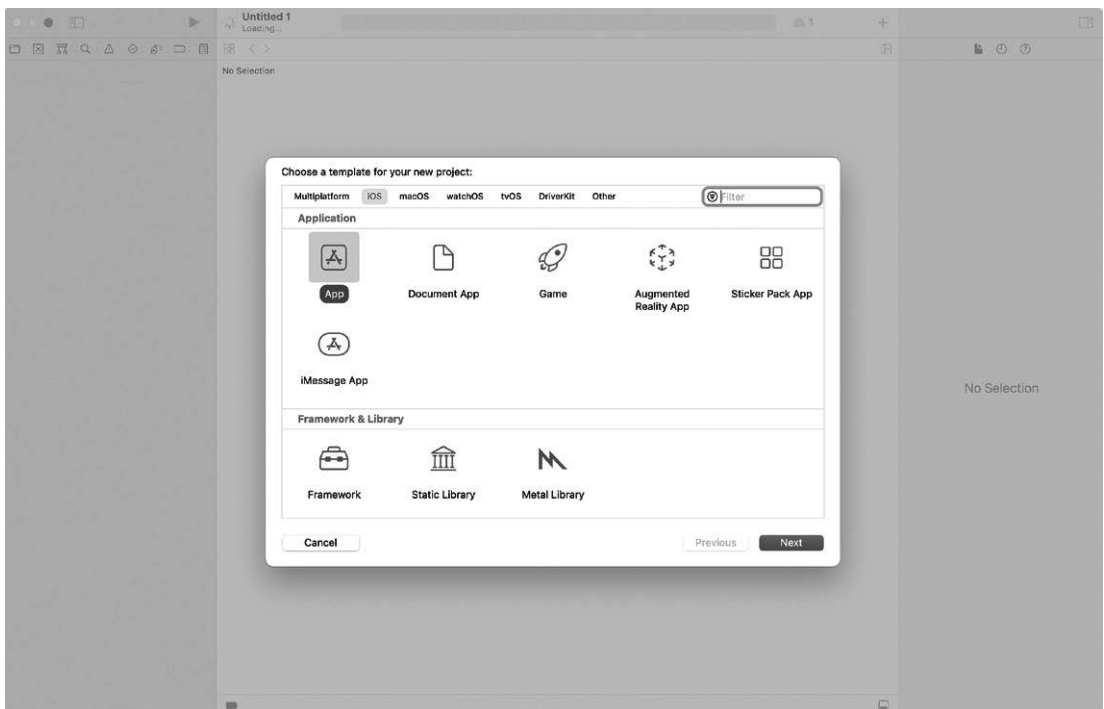 Untitled 1
Loading...
1
No Selection
Choose a template for your new project:
Multiplatform iOS macOS watchOS tvOS DriverKit Other Filter
Application
App Document App Game Augmented Reality App Sticker Pack App
iMessage App
No Selection
Framework & Library
Framework Static Library Metal Library
Cancel Previous Next